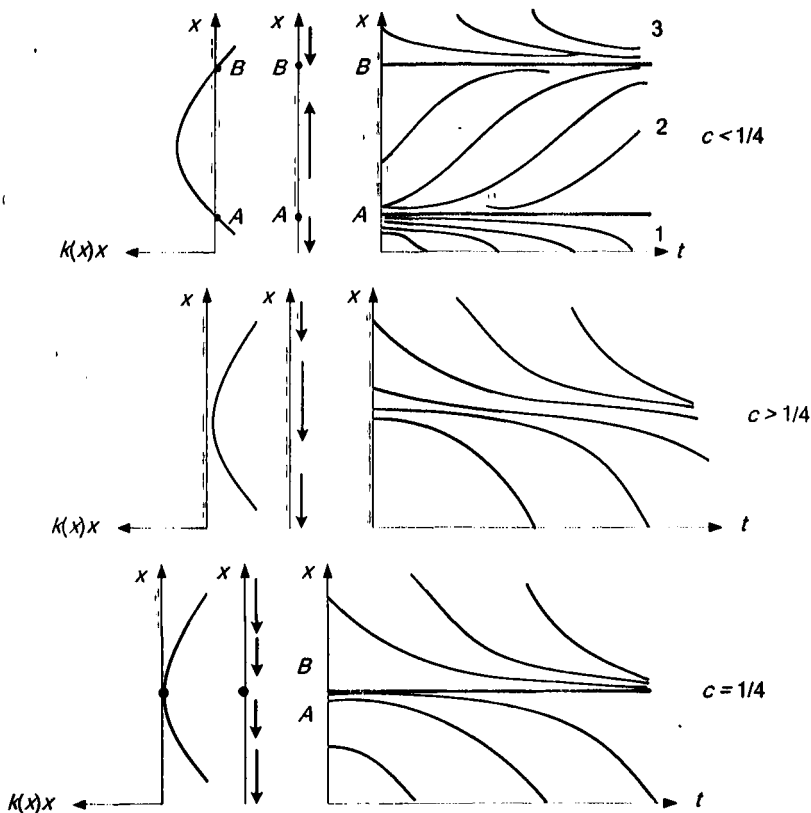 x x x 3
B B B
2 c < 1/4
A A A
1
k(x)x t
x x x
c > 1/4
k(x)x t
x x x
B
c = 1/4
A
k(x)x t